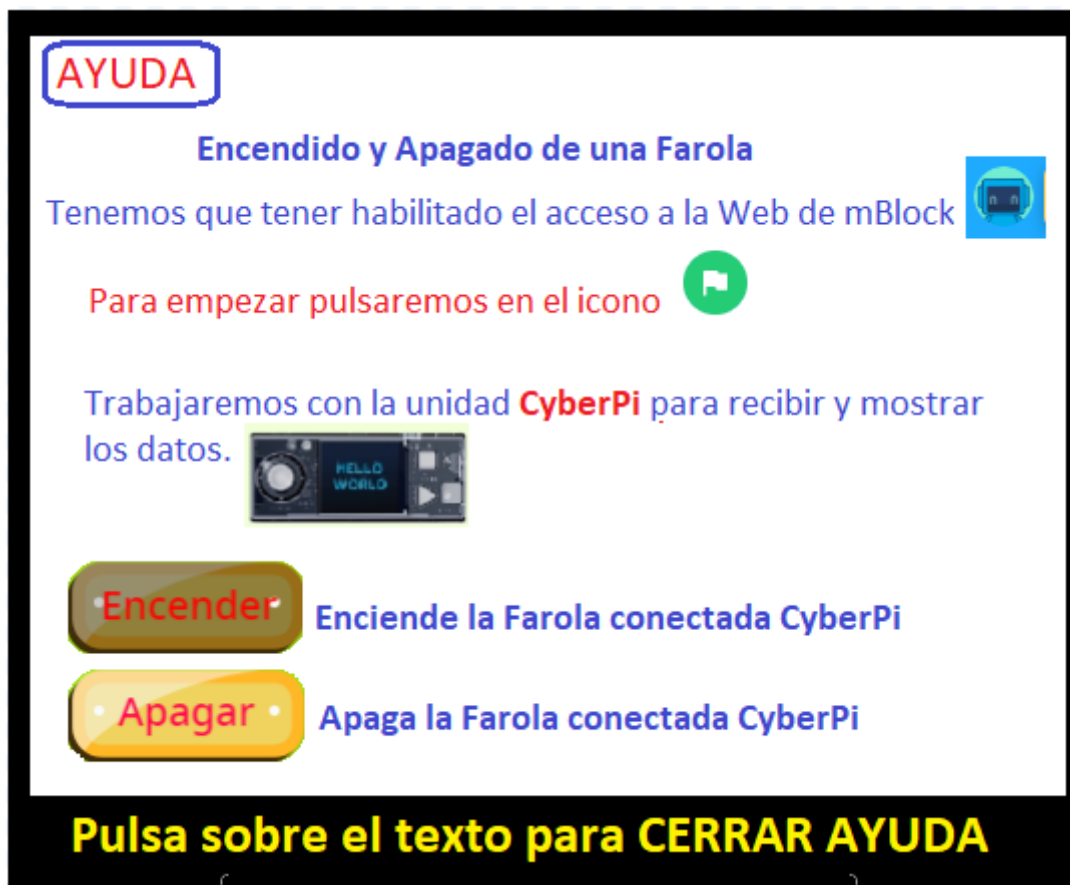 AYUDA
Encendido y Apagado de una Farola
Tenemos que tener habilitado el acceso a la Web de mBlock
Para empezar pulsaremos en el icono
Trabajaremos con la unidad CyberPi para recibir y mostrar
los datos.
HELLO
WORLD
Encender
Enciende la Farola conectada CyberPi
Apagar
Apaga la Farola conectada CyberPi
Pulsa sobre el texto para CERRAR AYUDA